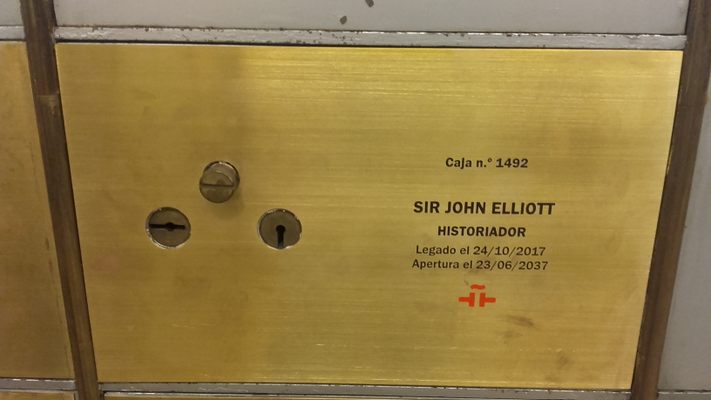 Caja n.º 1492
SIR JOHN ELLIOTT
HISTORIADOR
Legado el 24/10/2017
Apertura el 23/06/2037